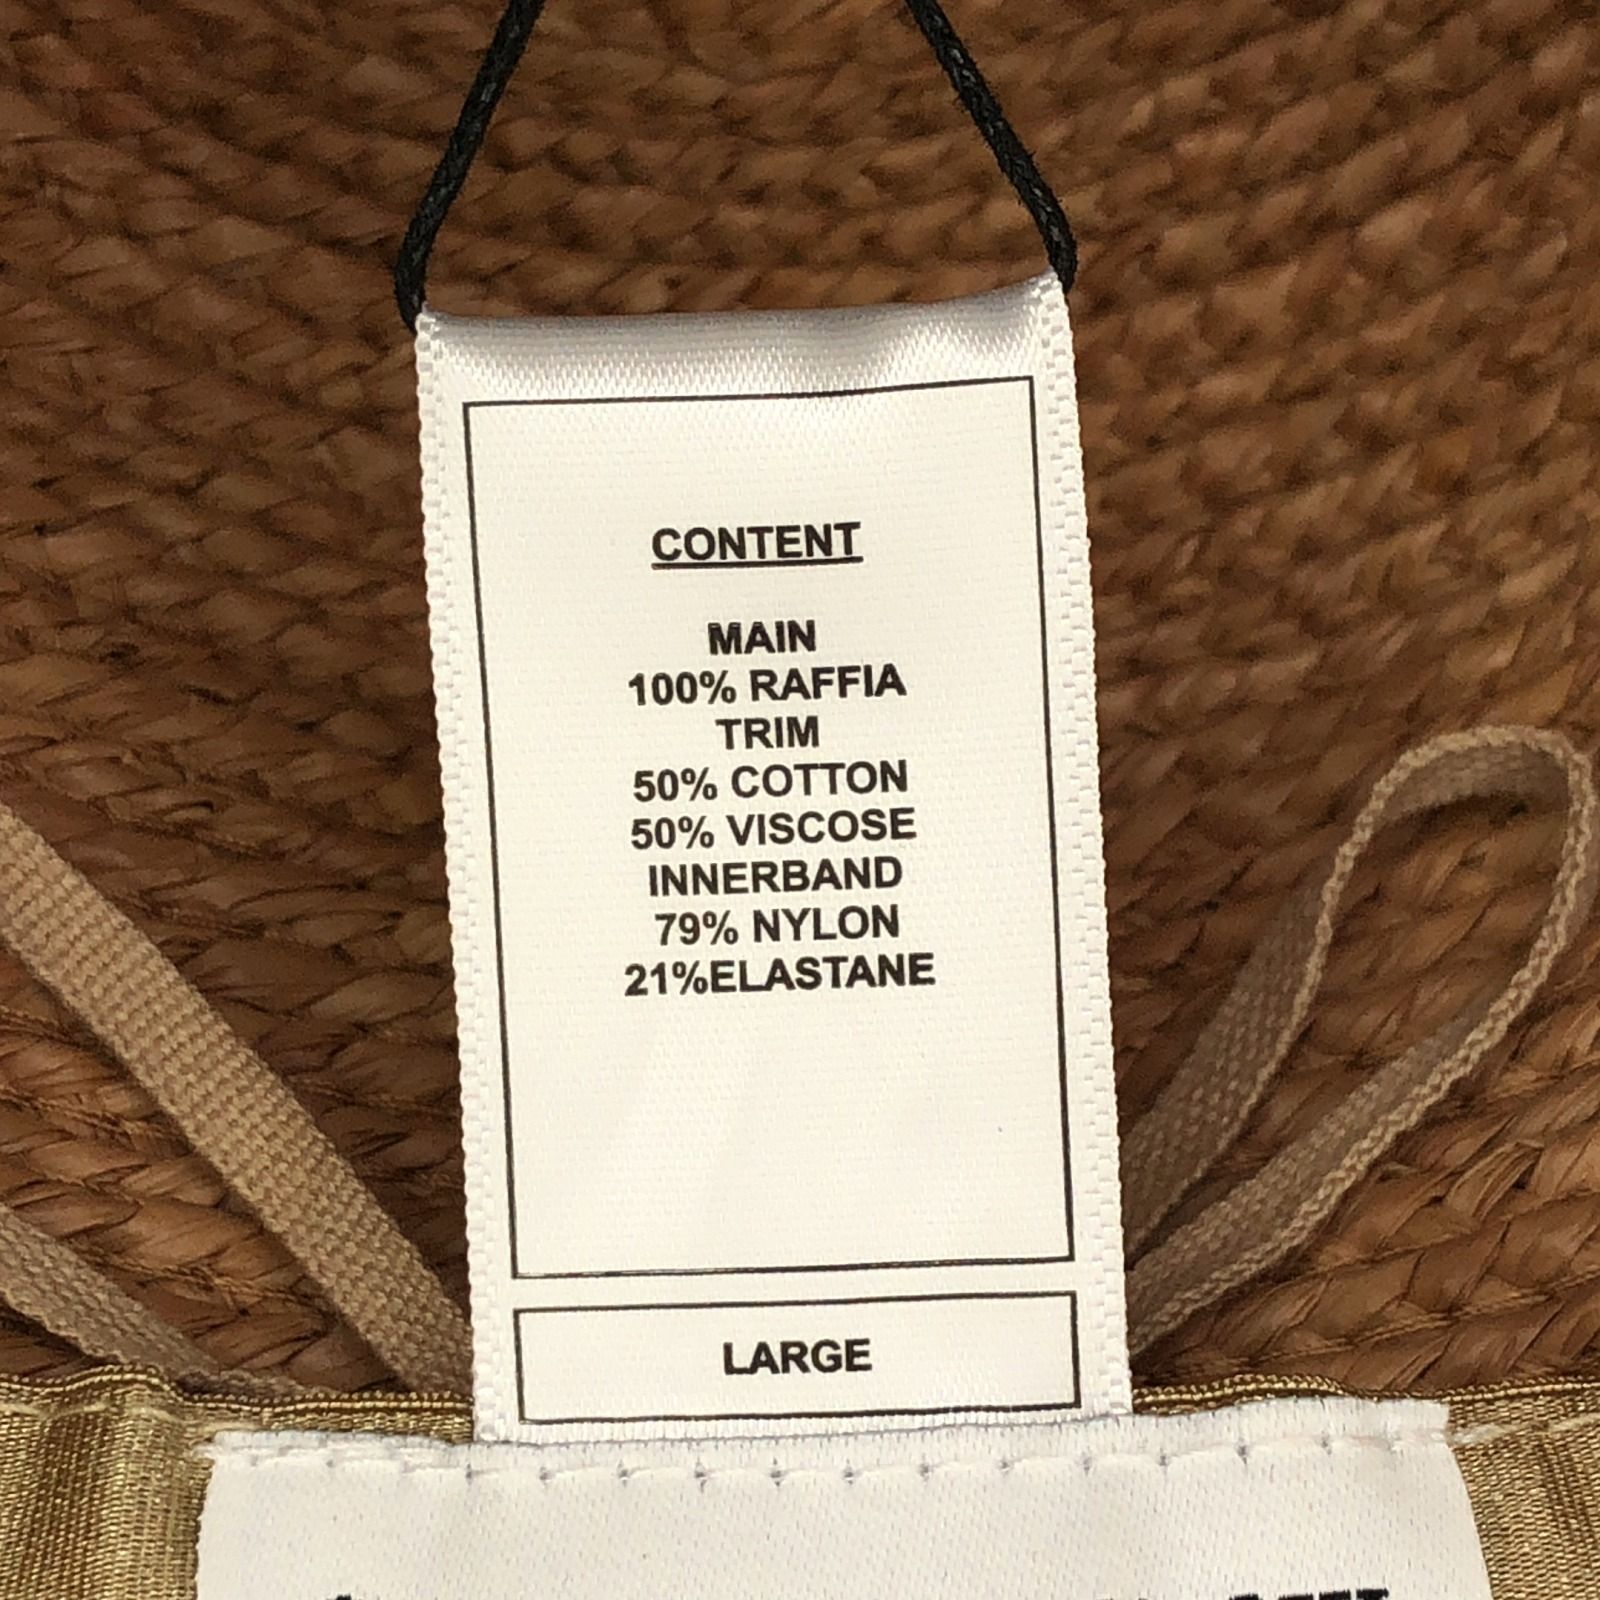 CONTENT
MAIN
100% RAFFIA
TRIM
50% COTTON
50% VISCOSE
INNERBAND
79% NYLON
21%ELASTANE
LARGE